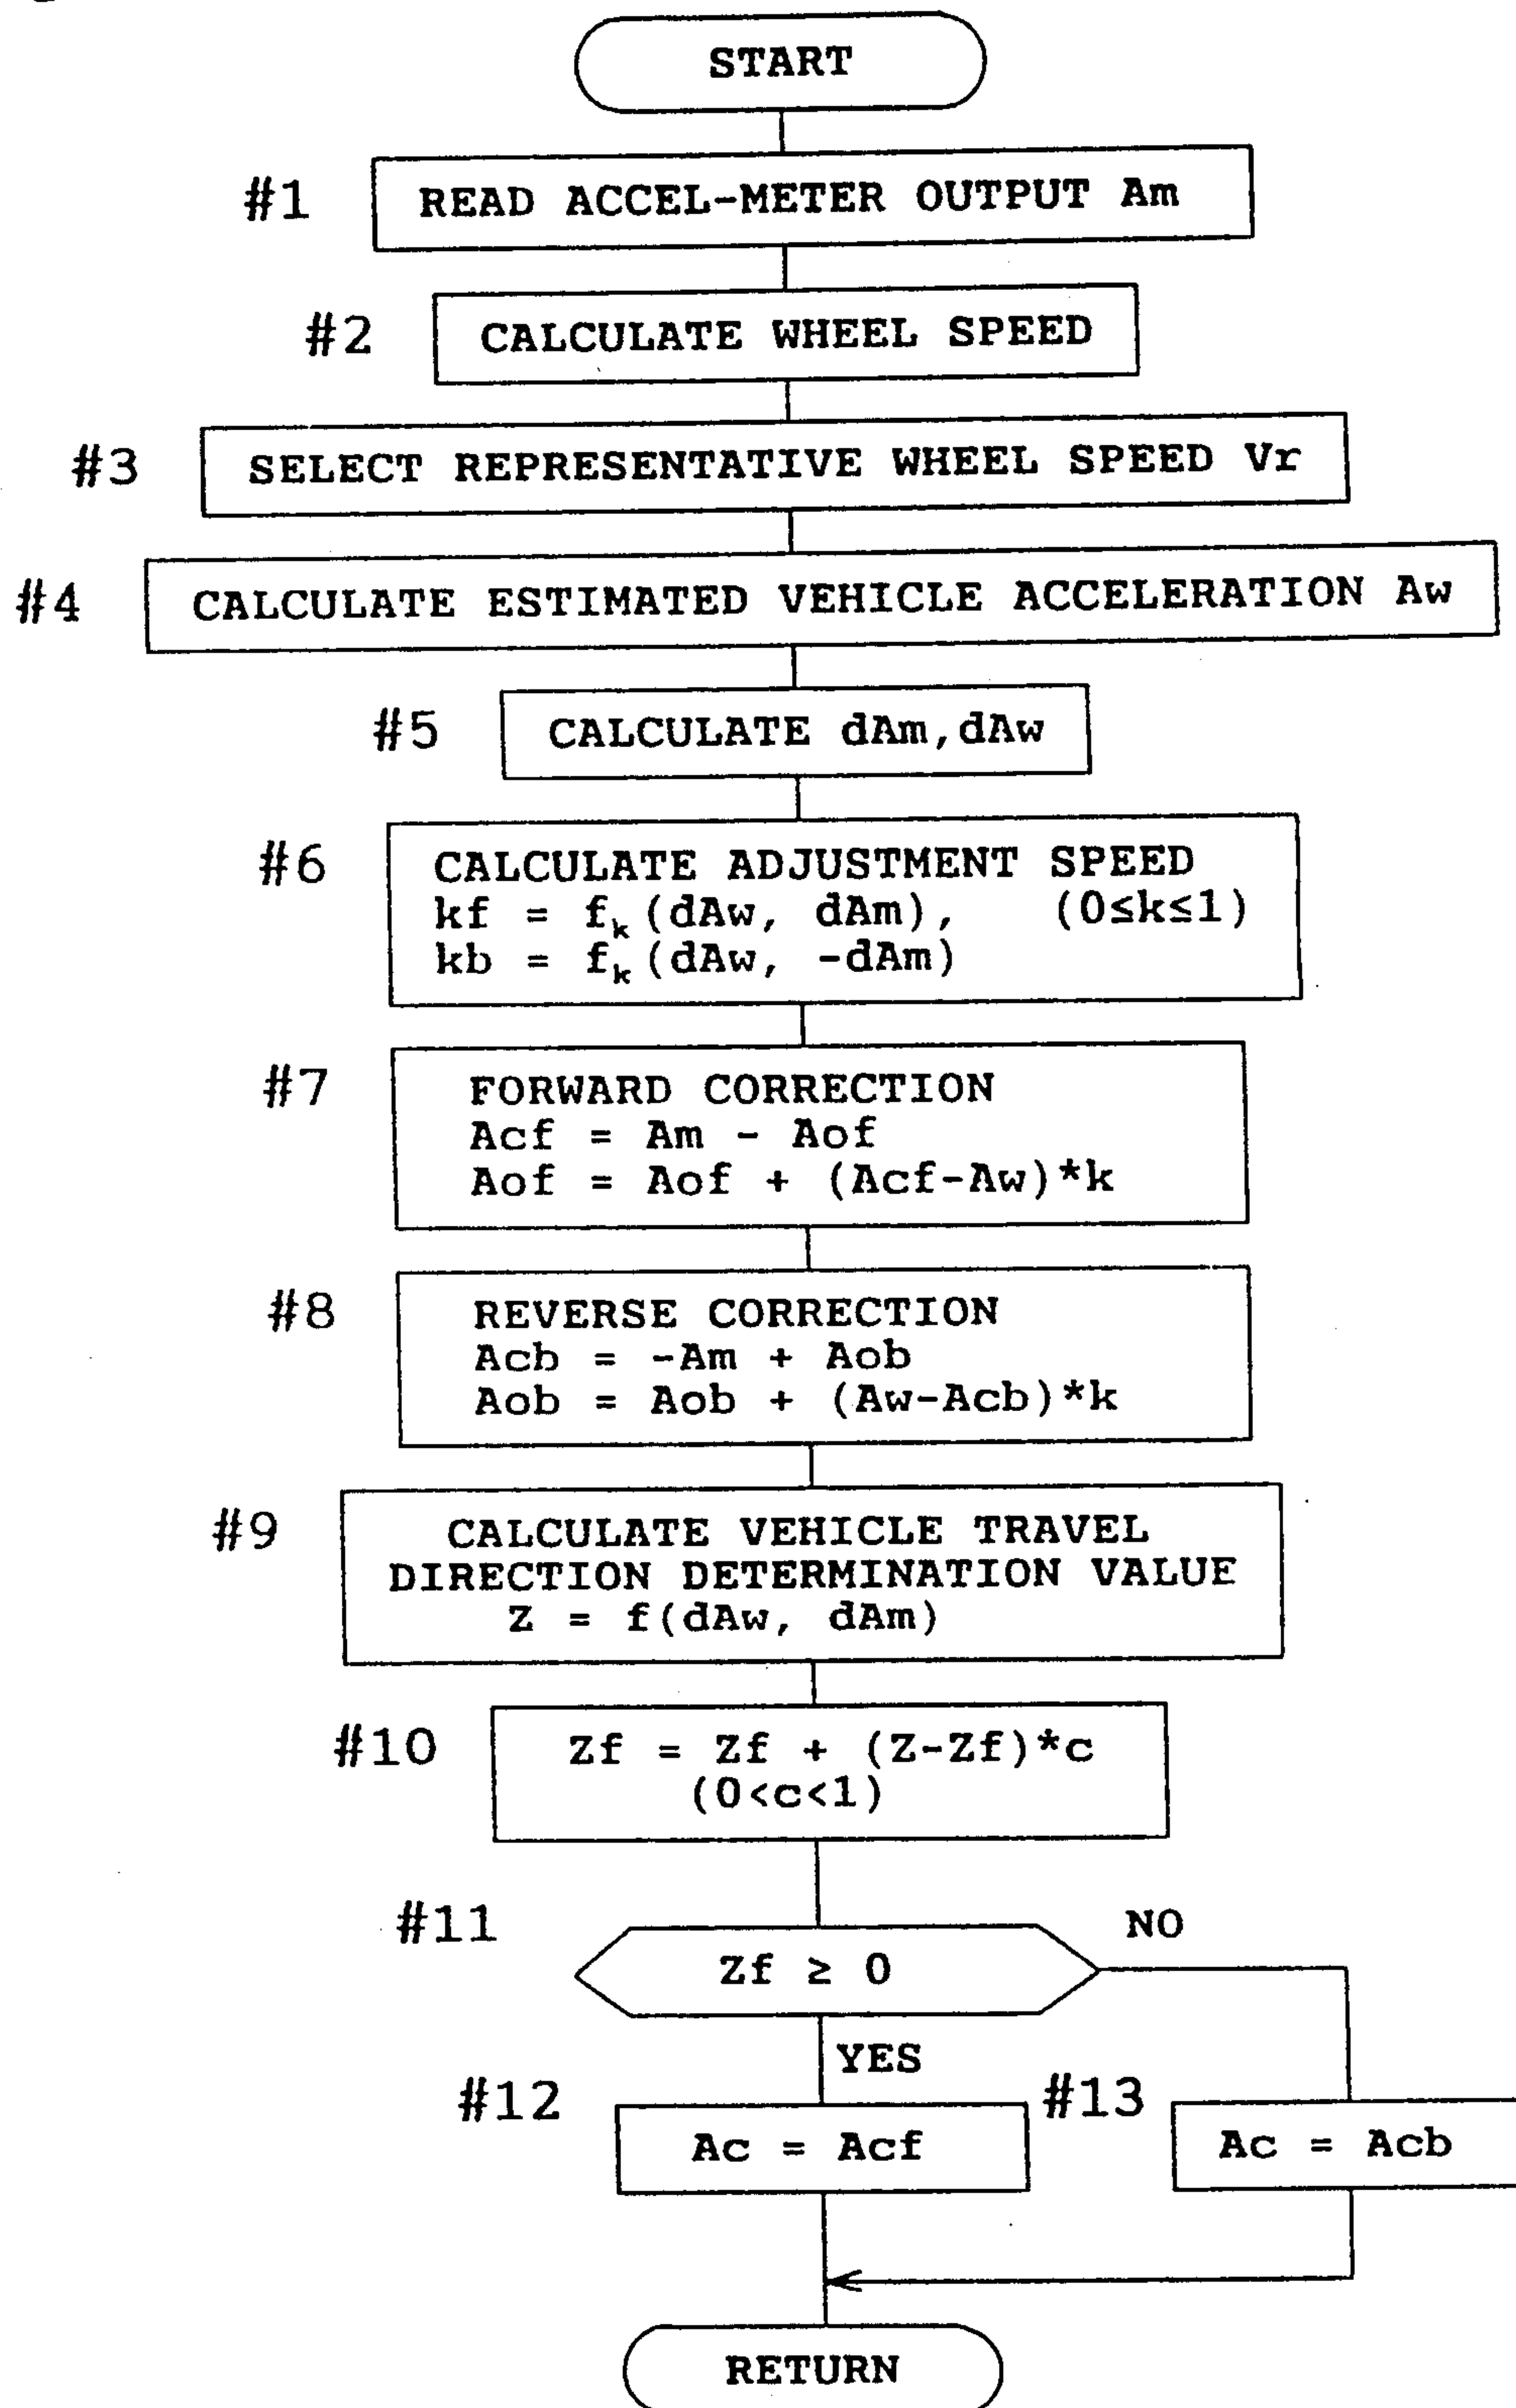 START
#1
READ ACCEL-METER OUTPUT Am
#2
CALCULATE WHEEL SPEED
#3
SELECT REPRESENTATIVE WHEEL SPEED Vr
#4
CALCULATE ESTIMATED VEHICLE ACCELERATION Aw
#5
CALCULATE dAm,dAw
#6
CALCULATE ADJUSTMENT SPEED
kf = fk(dAw, dAm), (0≤k≤1)
kb = fk(dAw, -dAm)
#7
FORWARD CORRECTION
Acf = Am - Aof
Aof = Aof + (Acf-Aw)*k
#8
REVERSE CORRECTION
Acb = -Am + Aob
Aob = Aob + (Aw-Acb)*k
#9
CALCULATE VEHICLE TRAVEL
DIRECTION DETERMINATION VALUE
Z = f(dAw, dAm)
#10
Zf = Zf + (Z-Zf)*c
(0<c<1)
#11
Zf ≥ 0
NO
YES
#12
Ac = Acf
#13
Ac = Acb
RETURN